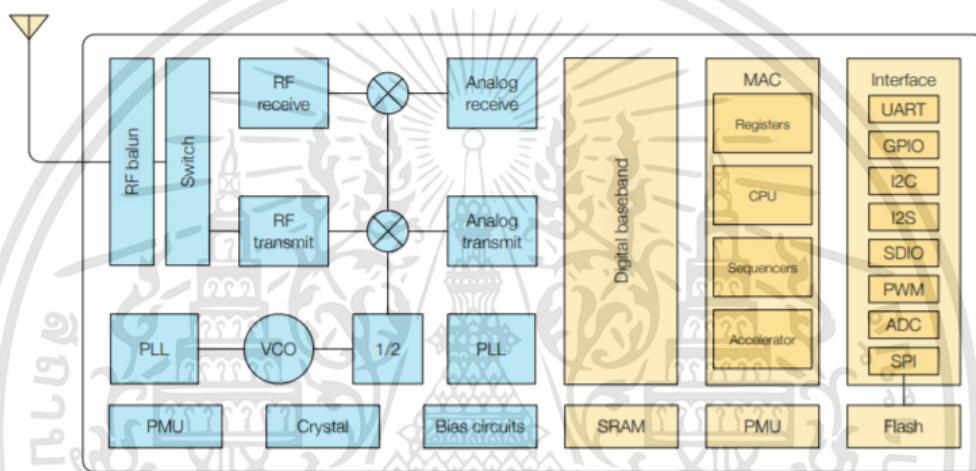 RF balun
Switch
RF
receive
Analog
receive
RF
transmit
Analog
transmit
PLL
VCO
1/2
PLL
PMU
Crystal
Bias circuits
Digital baseband
SRAM
MAC
Registers
CPU
Sequencers
Accelerator
PMU
Interface
UART
GPIO
I2C
I2S
SDIO
PWM
ADC
SPI
Flash